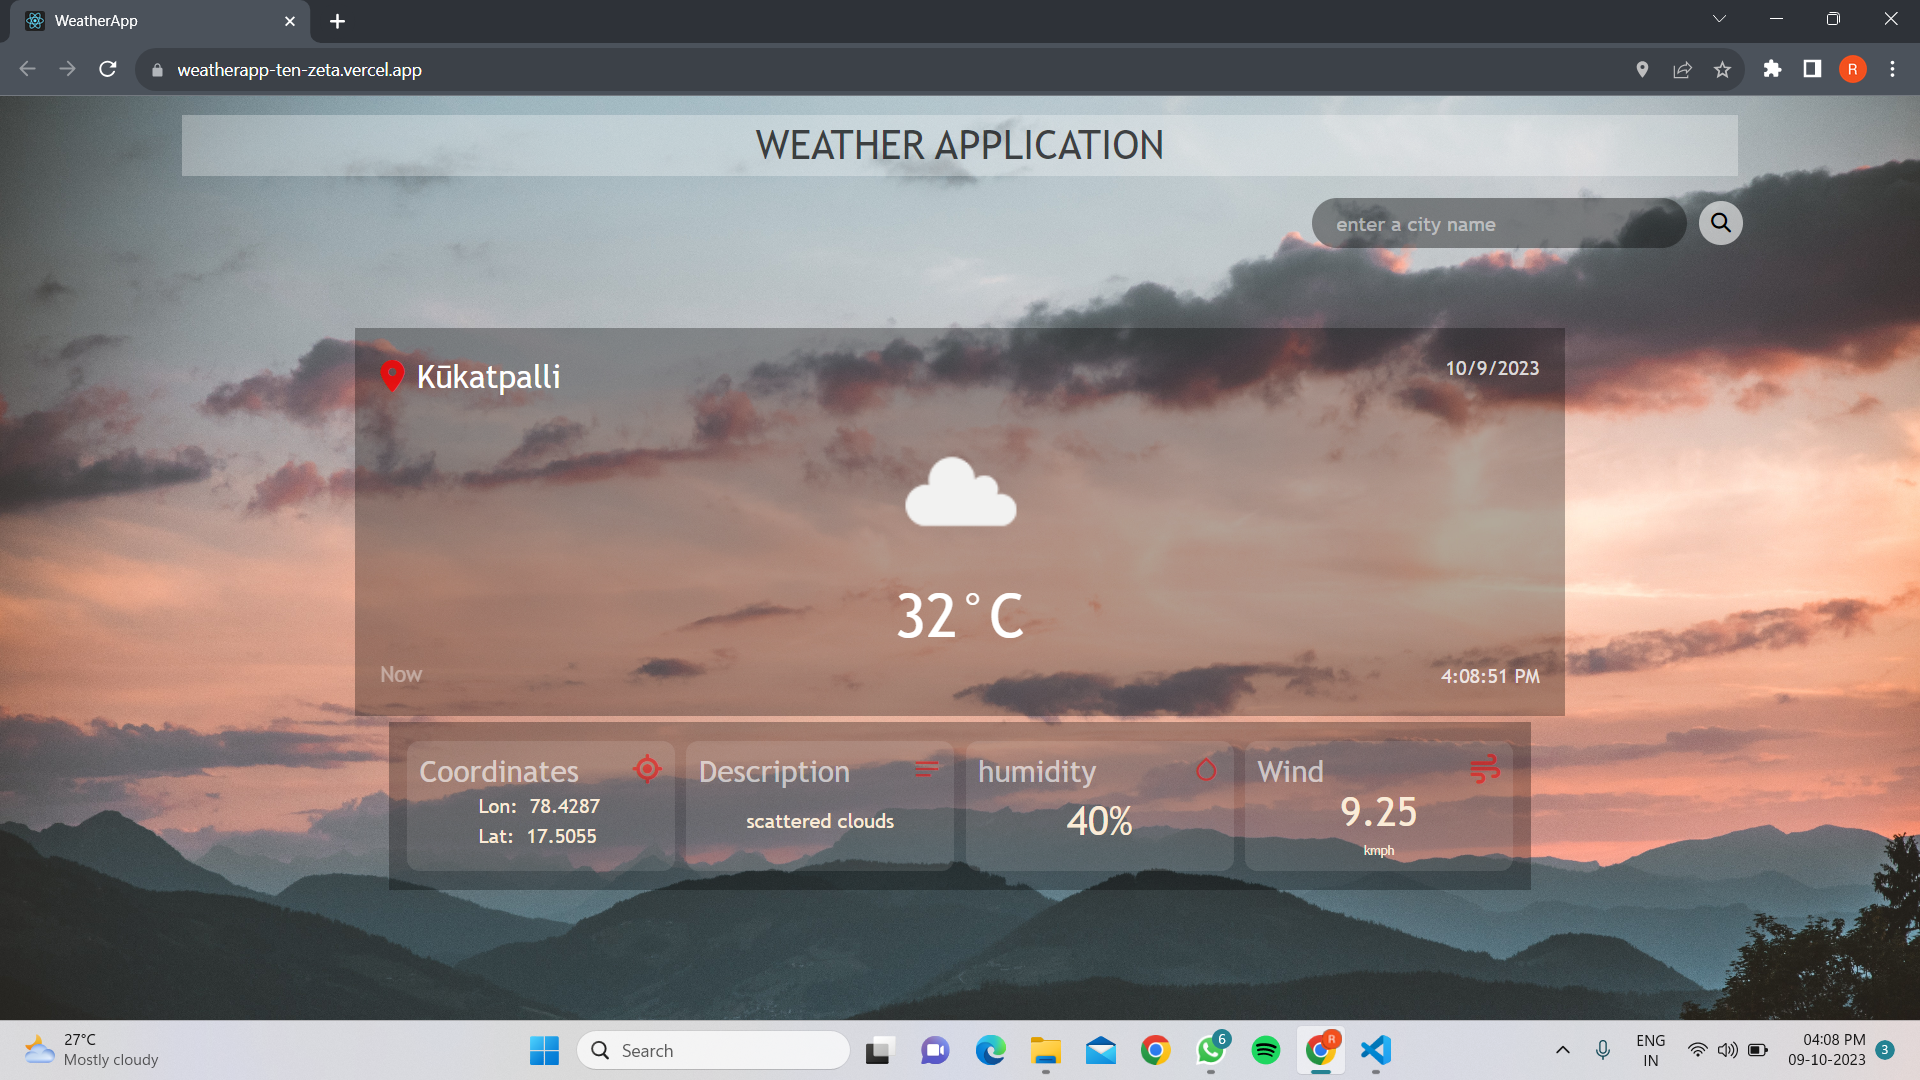 WeatherApp
weatherapp-ten-zeta.vercel.app
R
WEATHER APPLICATION
enter a city name
Kūkatpalli
10/9/2023
32°C
Now
4:08:51 PM
Coordinates
Lon: 78.4287
Lat: 17.5055
Description
scattered clouds
humidity
40%
Wind
9.25
kmph
27°C
Mostly cloudy
Search
6
R
ENG
IN
04:08 PM
09-10-2023
3